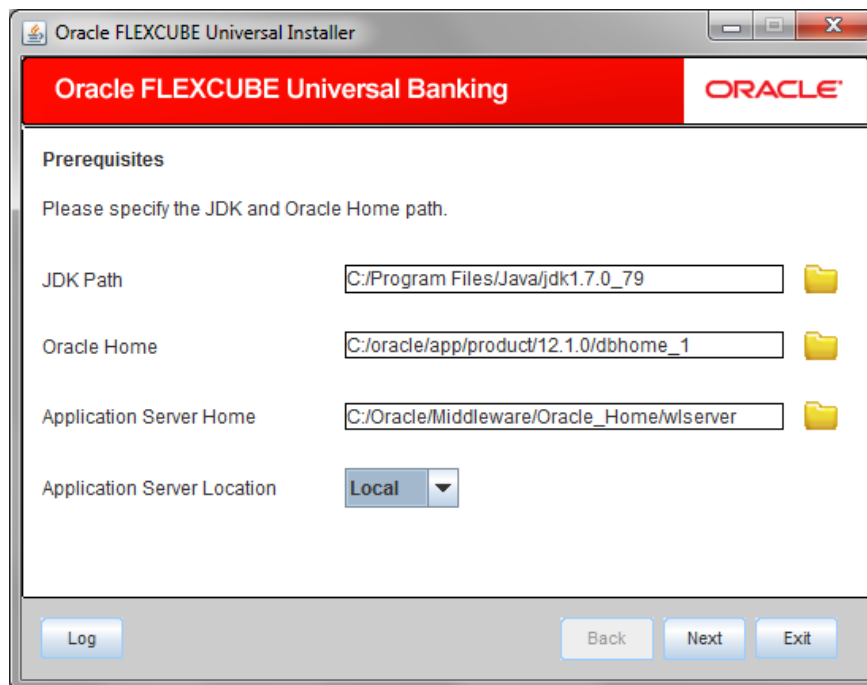 Oracle FLEXCUBE Universal Installer
Oracle FLEXCUBE Universal Banking
ORACLE
Prerequisites
Please specify the JDK and Oracle Home path.
JDK Path C:/Program Files/Java/jdk1.7.0_79
Oracle Home C:/oracle/app/product/12.1.0/dbhome_1
Application Server Home C:/Oracle/Middleware/Oracle_Home/wlserver
Application Server Location Local
Log Back Next Exit